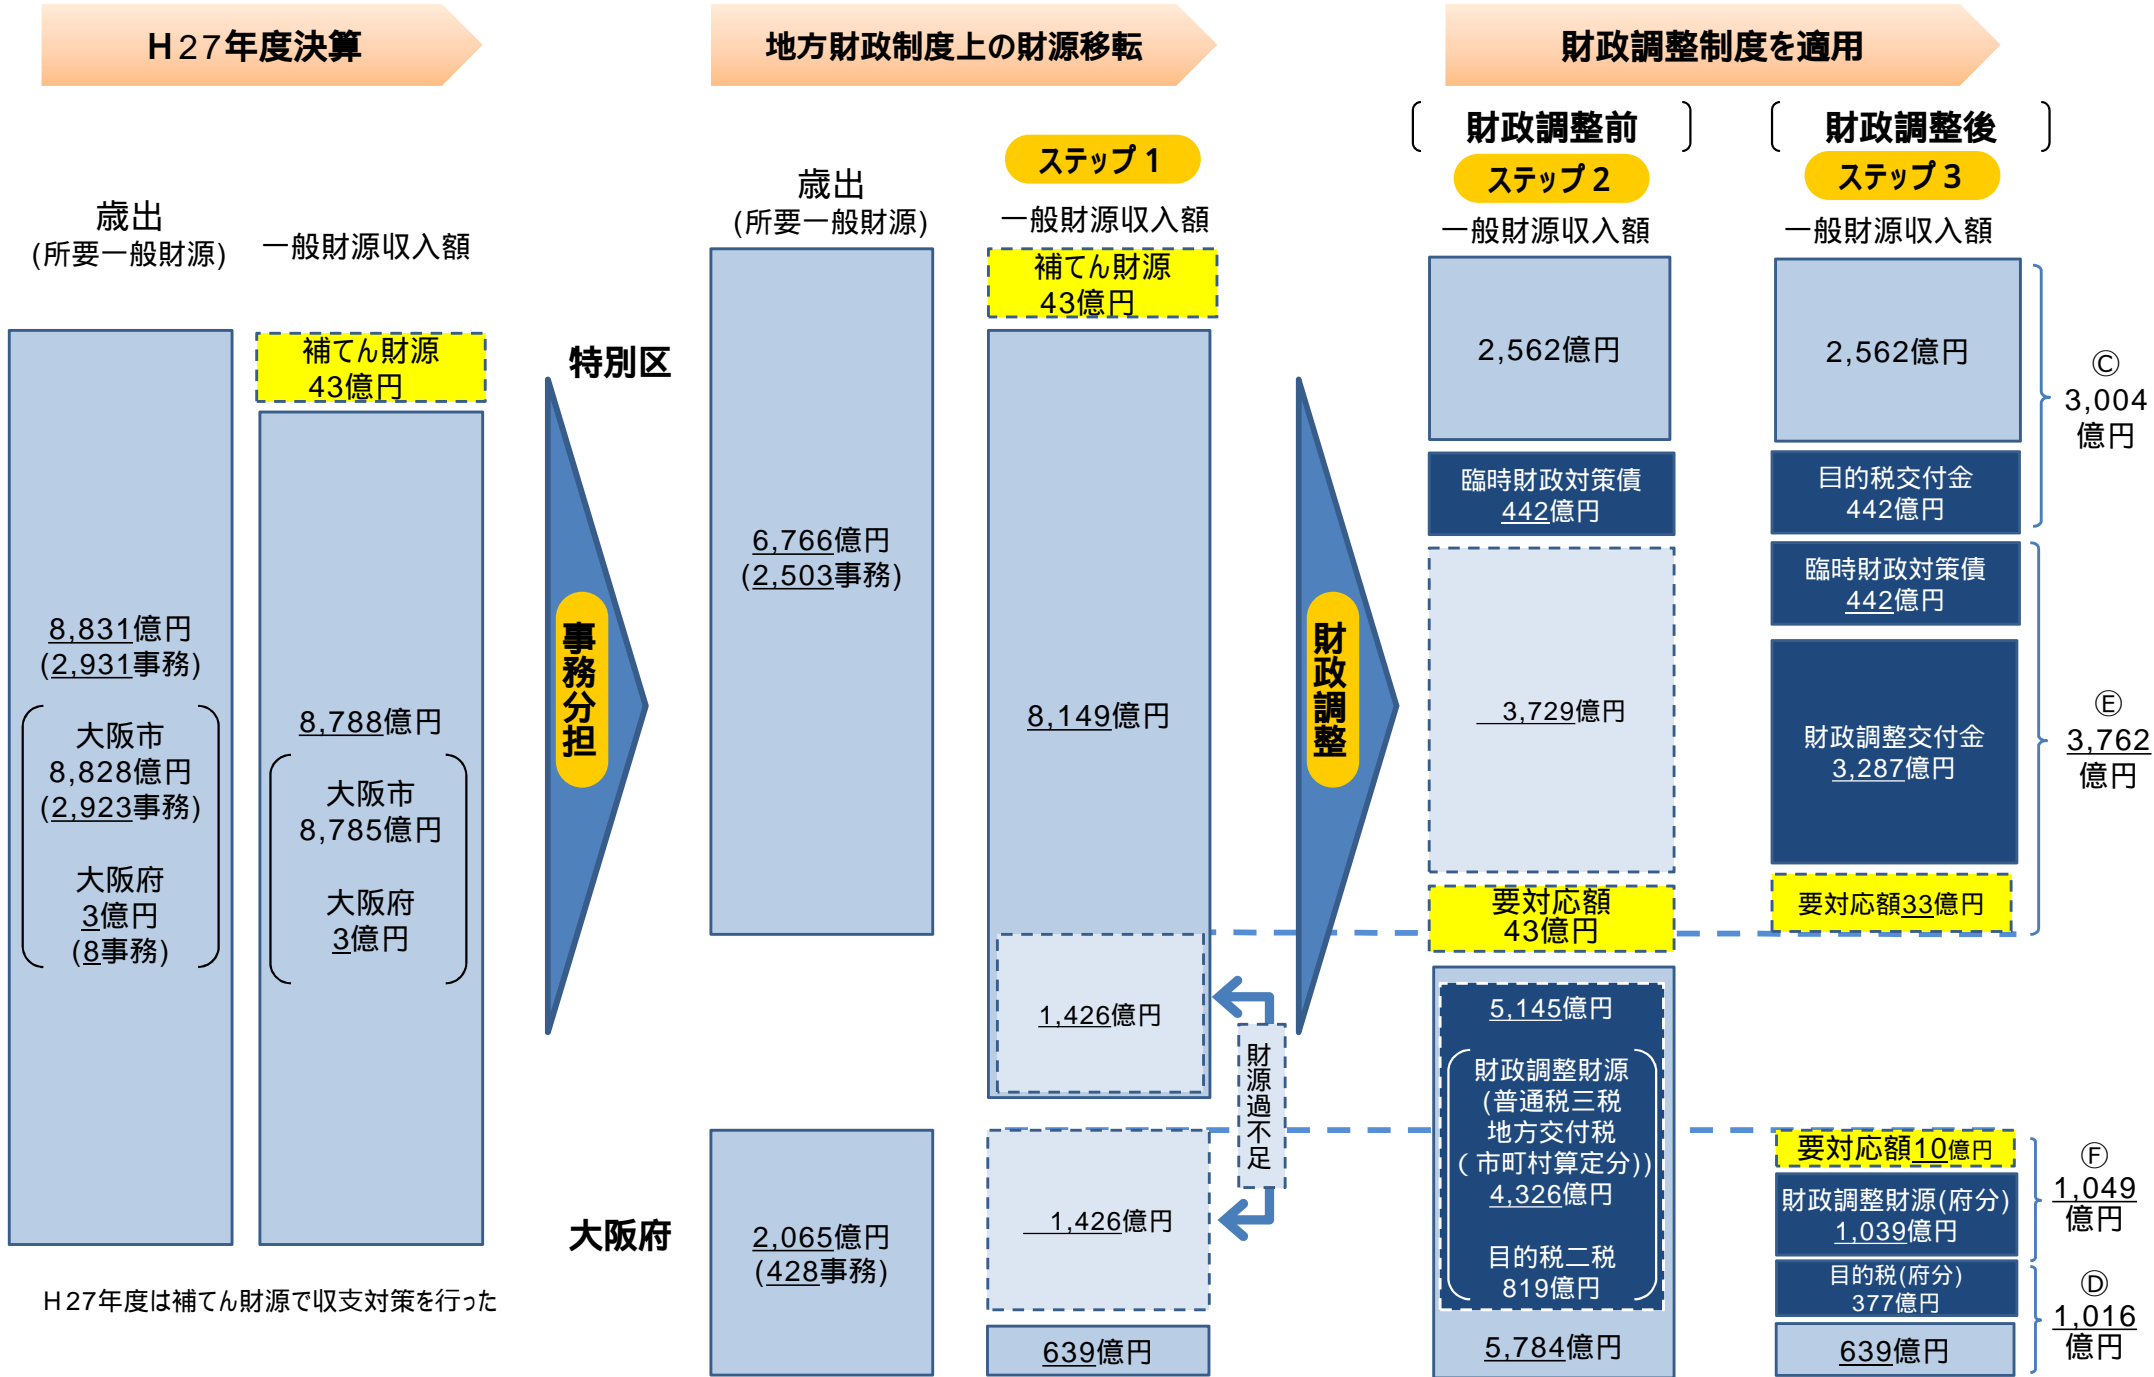 H27年度決算
地方財政制度上の財源移転
財政調整制度を適用
財政調整前
財政調整後
ステップ1
ステップ2
ステップ3
歳出
(所要一般財源)
一般財源収入額
歳出
(所要一般財源)
一般財源収入額
一般財源収入額
一般財源収入額
8,831億円
(2,931事務)
大阪市
8,828億円
(2,923事務)
大阪府
3億円
(8事務)
補てん財源
43億円
8,788億円
大阪市
8,785億円
大阪府
3億円
H27年度は補てん財源で収支対策を行った
事務分担
特別区
6,766億円
(2,503事務)
補てん財源
43億円
8,149億円
1,426億円
財源過不足
大阪府
2,065億円
(428事務)
1,426億円
639億円
財政調整
2,562億円
臨時財政対策債
442億円
3,729億円
要対応額
43億円
5,145億円
財政調整財源
(普通税三税
地方交付税
(市町村算定分))
4,326億円
目的税二税
819億円
5,784億円
2,562億円
目的税交付金
442億円
臨時財政対策債
442億円
財政調整交付金
3,287億円
要対応額33億円
要対応額10億円
財政調整財源(府分)
1,039億円
目的税(府分)
377億円
639億円
Ⓒ
3,004
億円
Ⓔ
3,762
億円
Ⓕ
1,049
億円
Ⓓ
1,016
億円